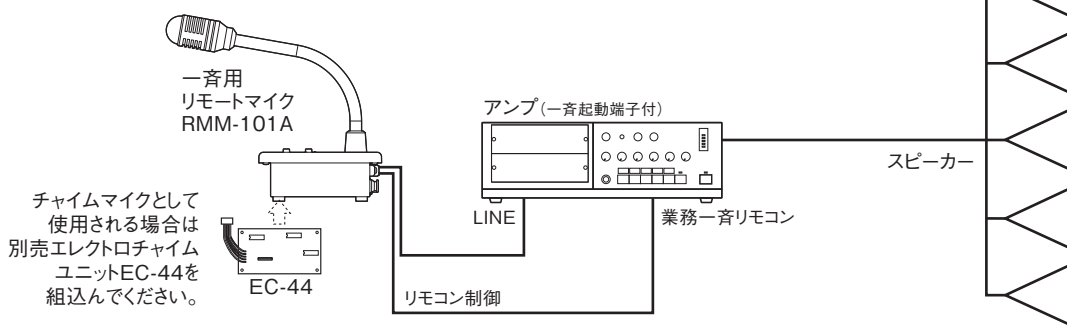 一斉用
リモートマイク
RMM-101A
アンプ(一斉起動端子付)
スピーカー
チャイムマイクとして
使用される場合は
別売エレクトロチャイム
ユニットEC-44を
組込んでください。
EC-44
LINE
業務一斉リモコン
リモコン制御